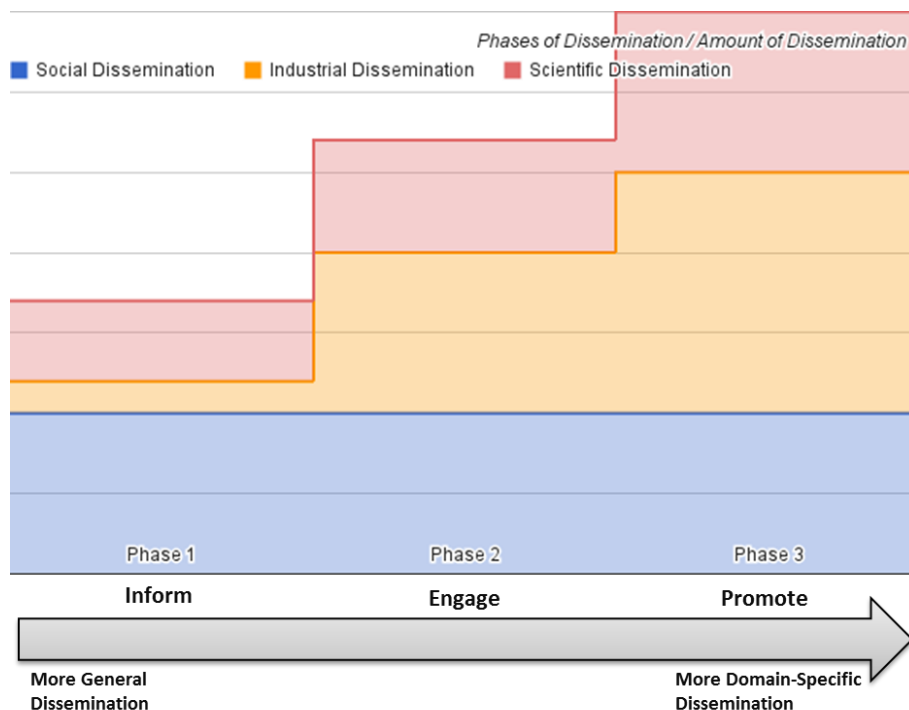 Phases of Dissemination / Amount of Dissemination
Social Dissemination Industrial Dissemination Scientific Dissemination
Phase 1 Phase 2 Phase 3
Inform Engage Promote
More General
Dissemination
More Domain-Specific
Dissemination